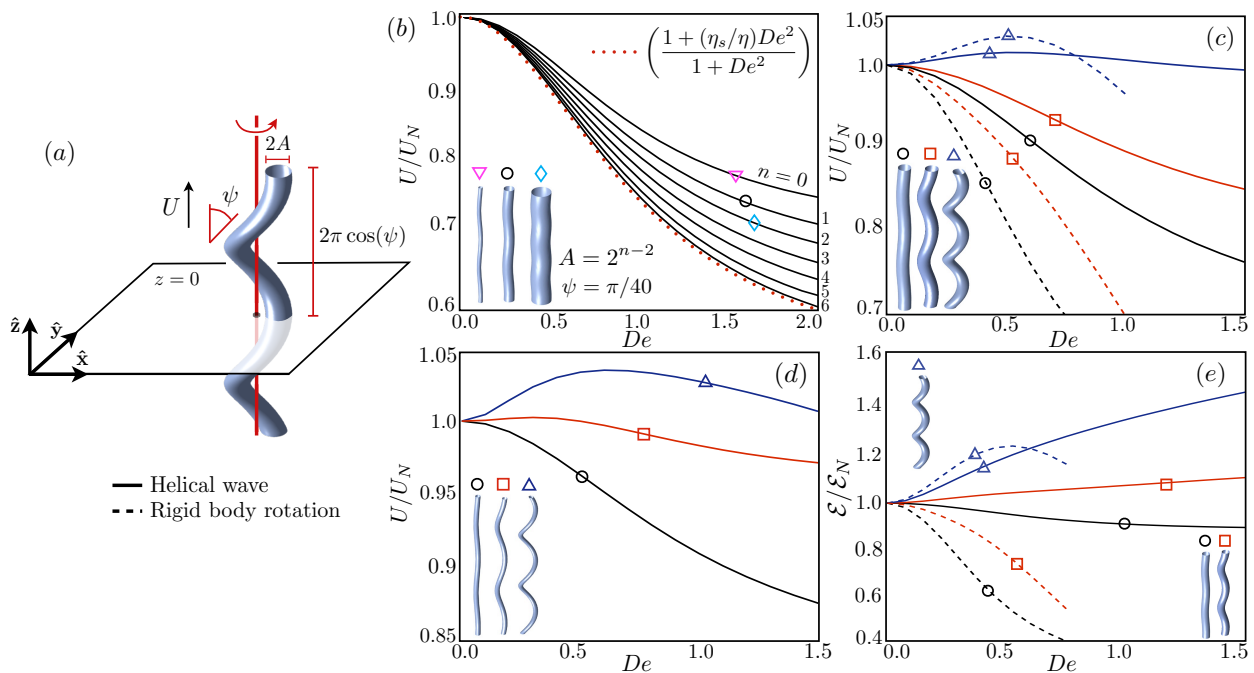 (a)
2A
ψ
U
2π cos(ψ)
z = 0
ẑ
ŷ
x̂
Helical wave
Rigid body rotation
(b)
U/U_N
1.0
0.9
0.8
0.7
0.6
(1 + (η_s/η)De² / 1 + De²)
n = 0
1
2
3
4
5
6
A = 2^{n−2}
ψ = π/40
0.0 0.5 1.0 1.5 2.0
De
(c)
U/U_N
1.05
1.0
0.9
0.8
0.7
0.0 0.5 1.0 1.5
De
(d)
U/U_N
1.05
1.0
0.95
0.9
0.85
0.0 0.5 1.0 1.5
De
(e)
ℰ/ℰ_N
1.6
1.4
1.2
1.0
0.8
0.6
0.4
0.0 0.5 1.0 1.5
De